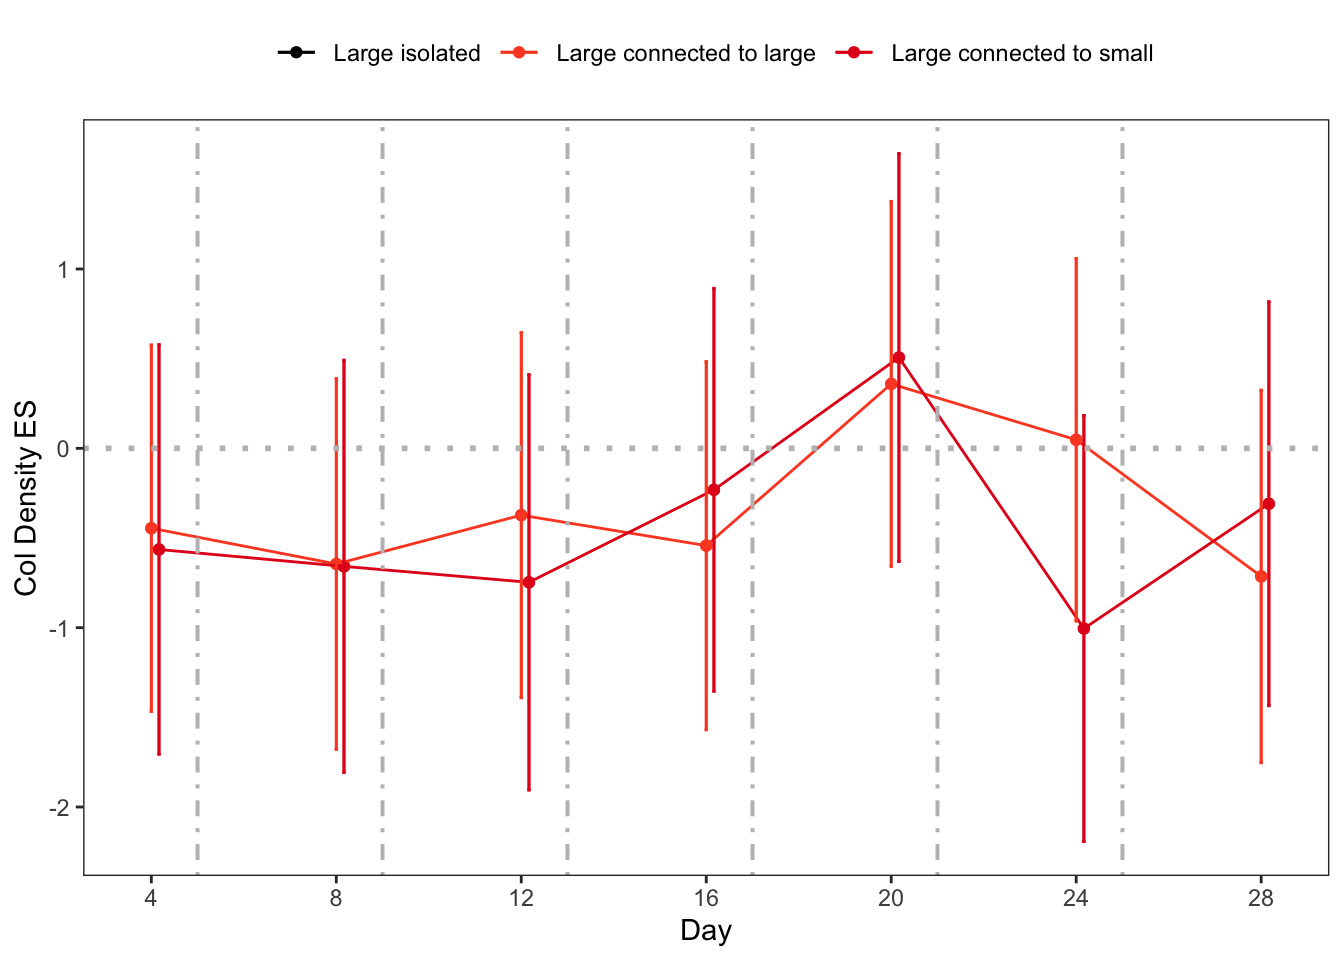 Large isolated Large connected to large Large connected to small
Col Density ES
1
0
-1
-2
4 8 12 16 20 24 28
Day